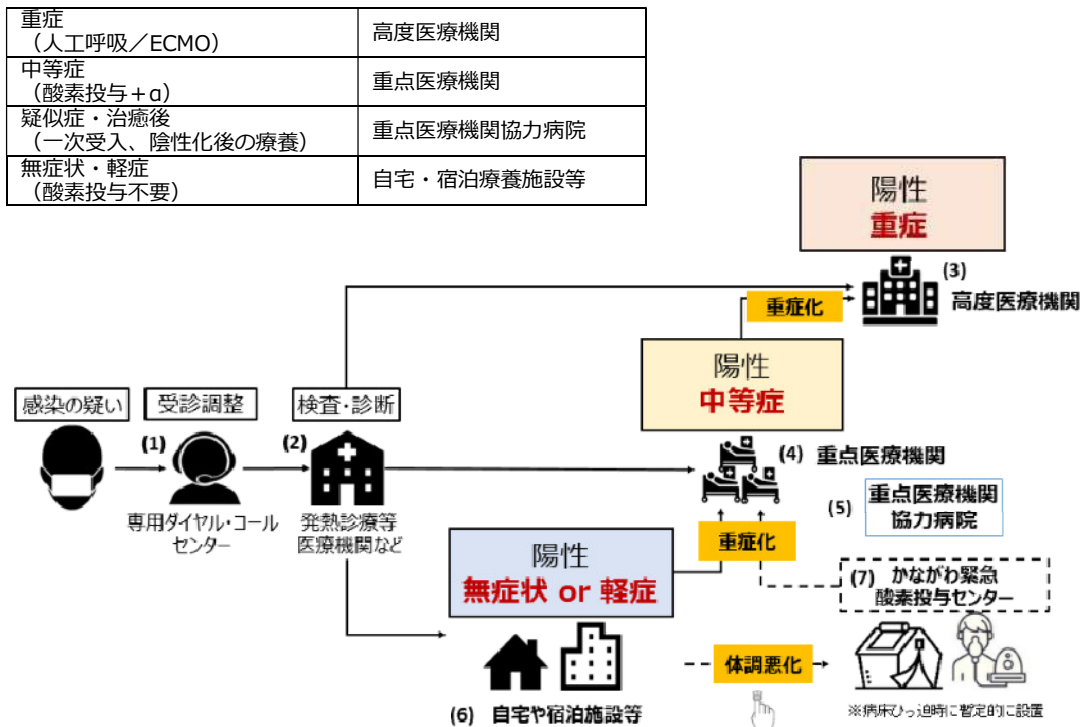 重症
（人工呼吸／ECMO）
高度医療機関
中等症
（酸素投与＋α）
重点医療機関
疑似症・治癒後
（一次受入、陰性化後の療養）
重点医療機関協力病院
無症状・軽症
（酸素投与不要）
自宅・宿泊療養施設等
陽性
重症
(3)
高度医療機関
重症化
陽性
中等症
感染の疑い
受診調整
検査・診断
(1)
(2)
(4) 重点医療機関
専用ダイヤル・コール
センター
発熱診療等
医療機関など
(5)
重点医療機関
協力病院
重症化
陽性
無症状 or 軽症
(7) かながわ緊急
酸素投与センター
体調悪化
(6) 自宅や宿泊施設等
※病床ひっ迫時に暫定的に設置